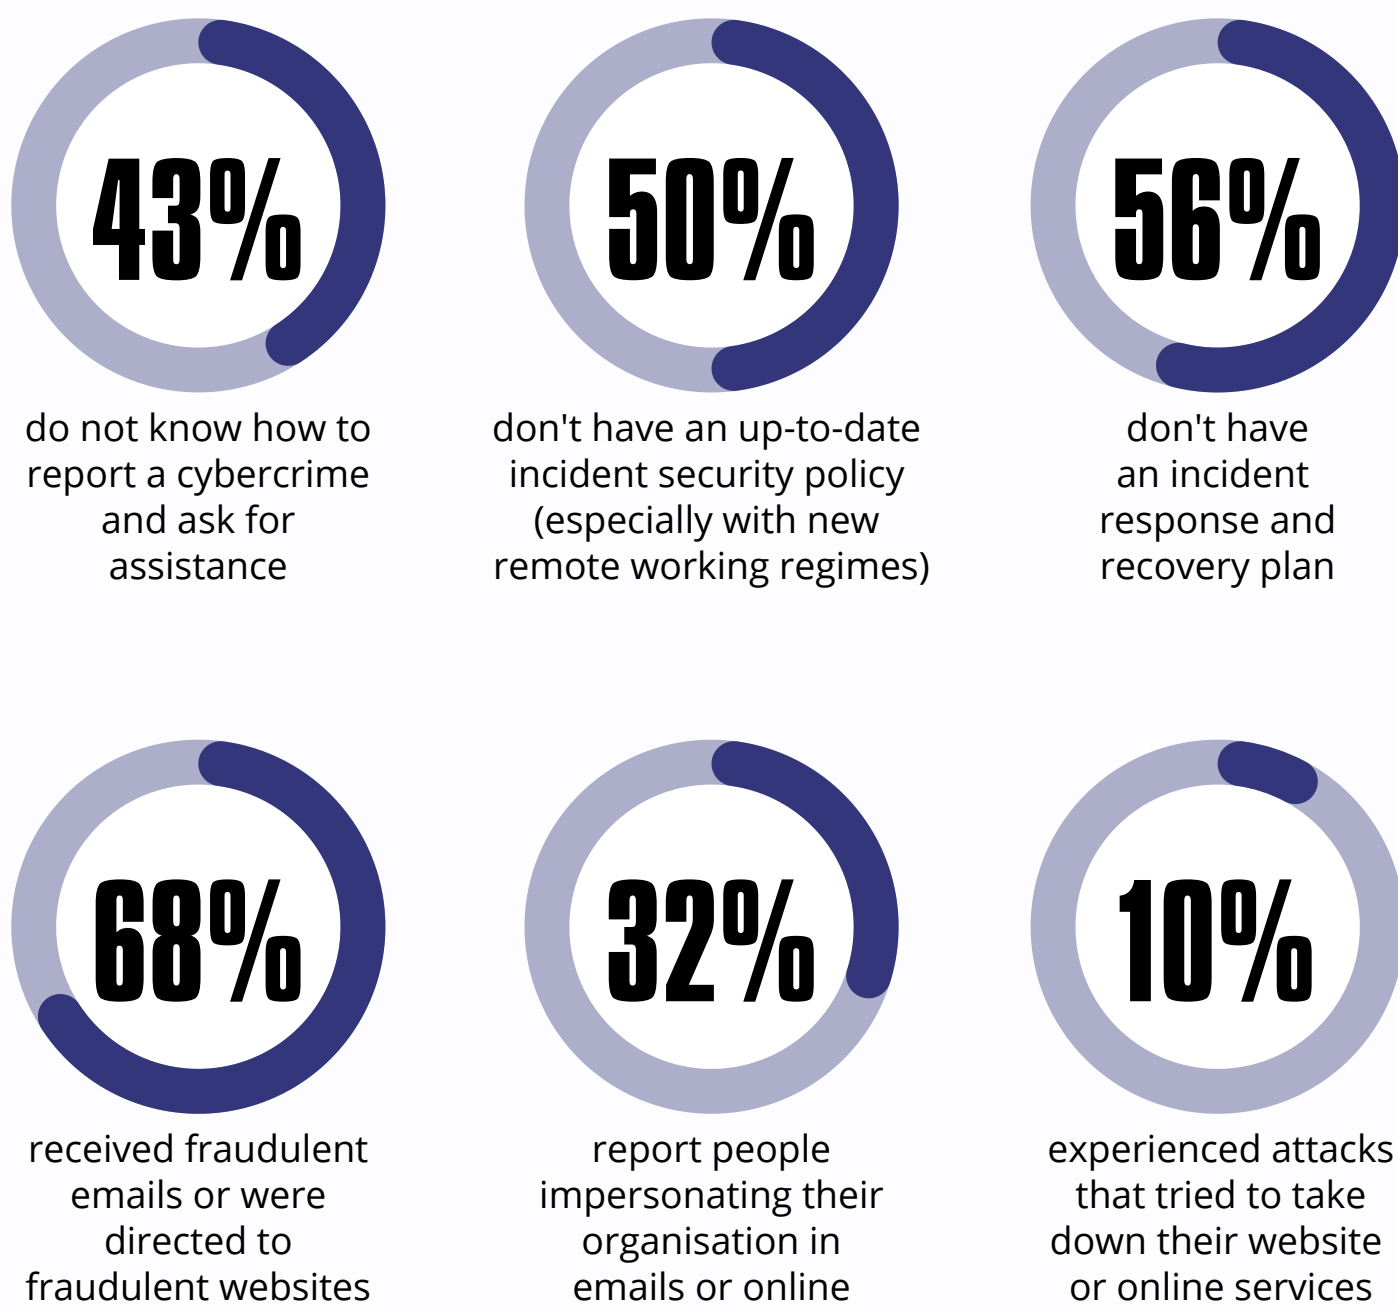 43%
do not know how to
report a cybercrime
and ask for
assistance
50%
don't have an up-to-date
incident security policy
(especially with new
remote working regimes)
56%
don't have
an incident
response and
recovery plan
68%
received fraudulent
emails or were
directed to
fraudulent websites
32%
report people
impersonating their
organisation in
emails or online
10%
experienced attacks
that tried to take
down their website
or online services